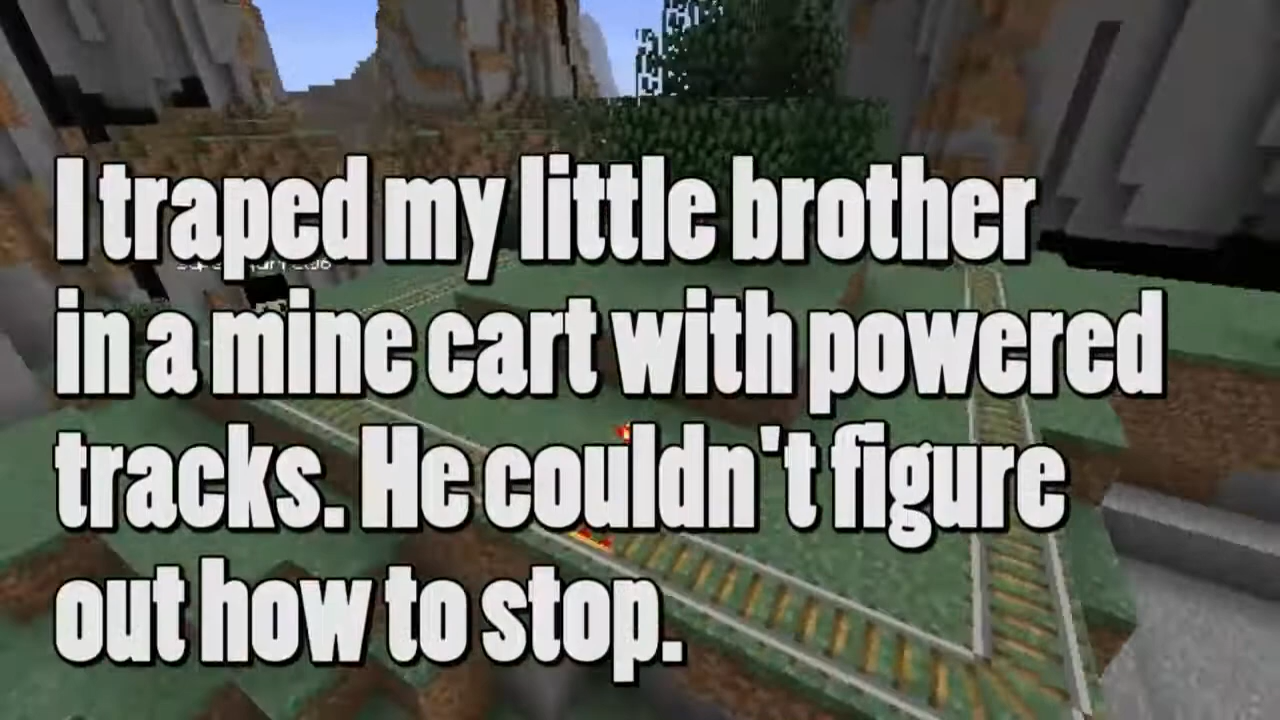 I traped my little brother
in a mine cart with powered
tracks. He couldn't figure
out how to stop.